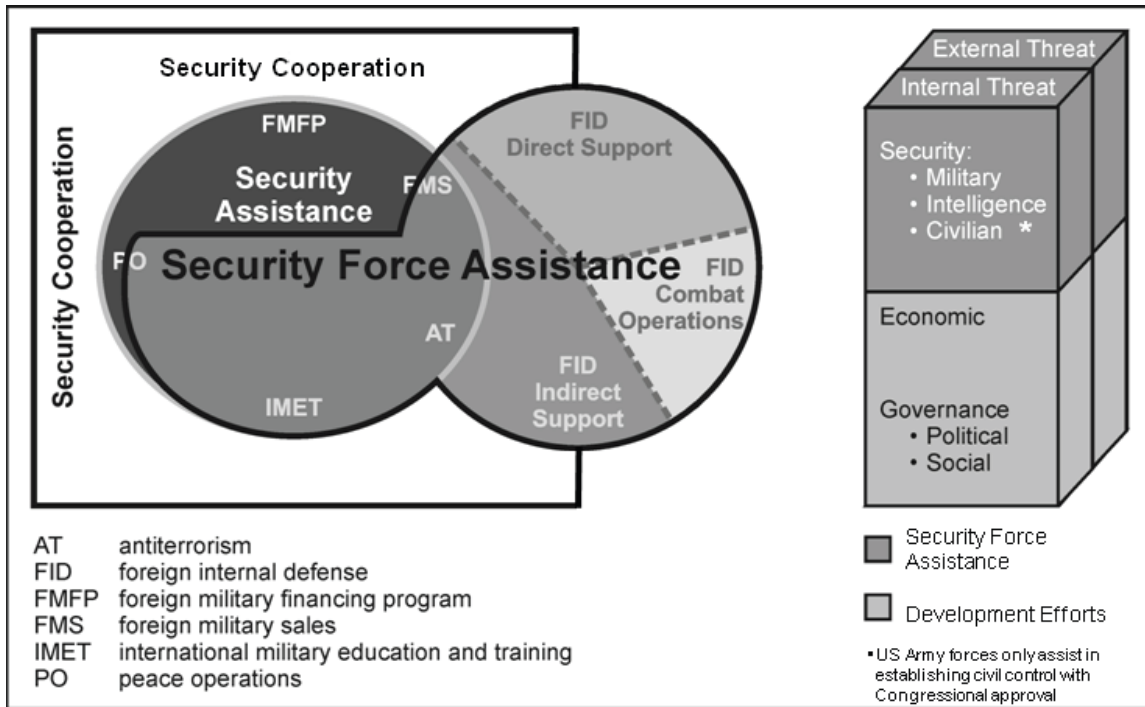 Security Cooperation
Security Cooperation
FMFP
Security
Assistance
FMS
PO
Security Force Assistance
AT
IMET
FID
Direct Support
FID
Combat
Operations
FID
Indirect
Support
External Threat
Internal Threat
Security:
• Military
• Intelligence
• Civilian *
Economic
Governance
• Political
• Social
Security Force
Assistance
Development Efforts
▪US Army forces only assist in
establishing civil control with
Congressional approval
AT antiterrorism
FID foreign internal defense
FMFP foreign military financing program
FMS foreign military sales
IMET international military education and training
PO peace operations